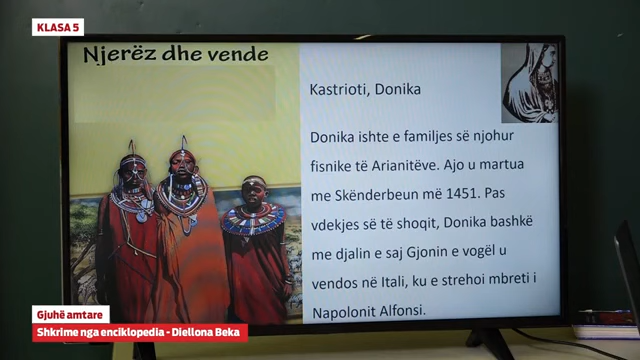 KLASA 5
Njerëz dhe vende
Kastrioti, Donika
Donika ishte e familjes së njohur
fisnike të Arianitëve. Ajo u martua
me Skënderbeun më 1451. Pas
vdekjes së të shoqit, Donika bashkë
me djalin e saj Gjonin e vogël u
vendos në Itali, ku e strehoi mbreti i
Napolonit Alfonsi.
Gjuhë amtare
Shkrime nga enciklopedia - Diellona Beka